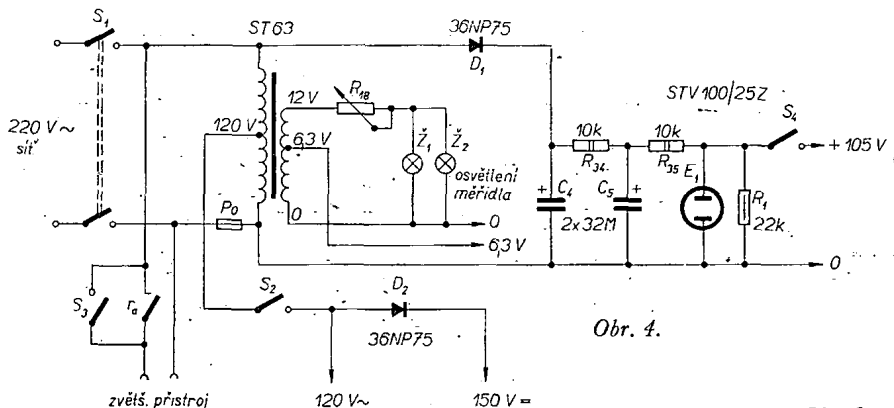 S₁
ST63
36NP75
D₁
STV 100/25Z
S₄
+105 V
220 V~
síť
120 V
12 V
R₁₈
6,3 V
0
Ž₁
Ž₂
osvětlení
měřidla
0
6,3 V
P₀
10k
R₃₄
10k
R₃₅
E₁
C₄
+
C₅
+
2x32M
R₁
22k
0
S₃
rₐ
S₂
D₂
36NP75
Obr. 4.
zvětš. přístroj
120 V~
150 V=